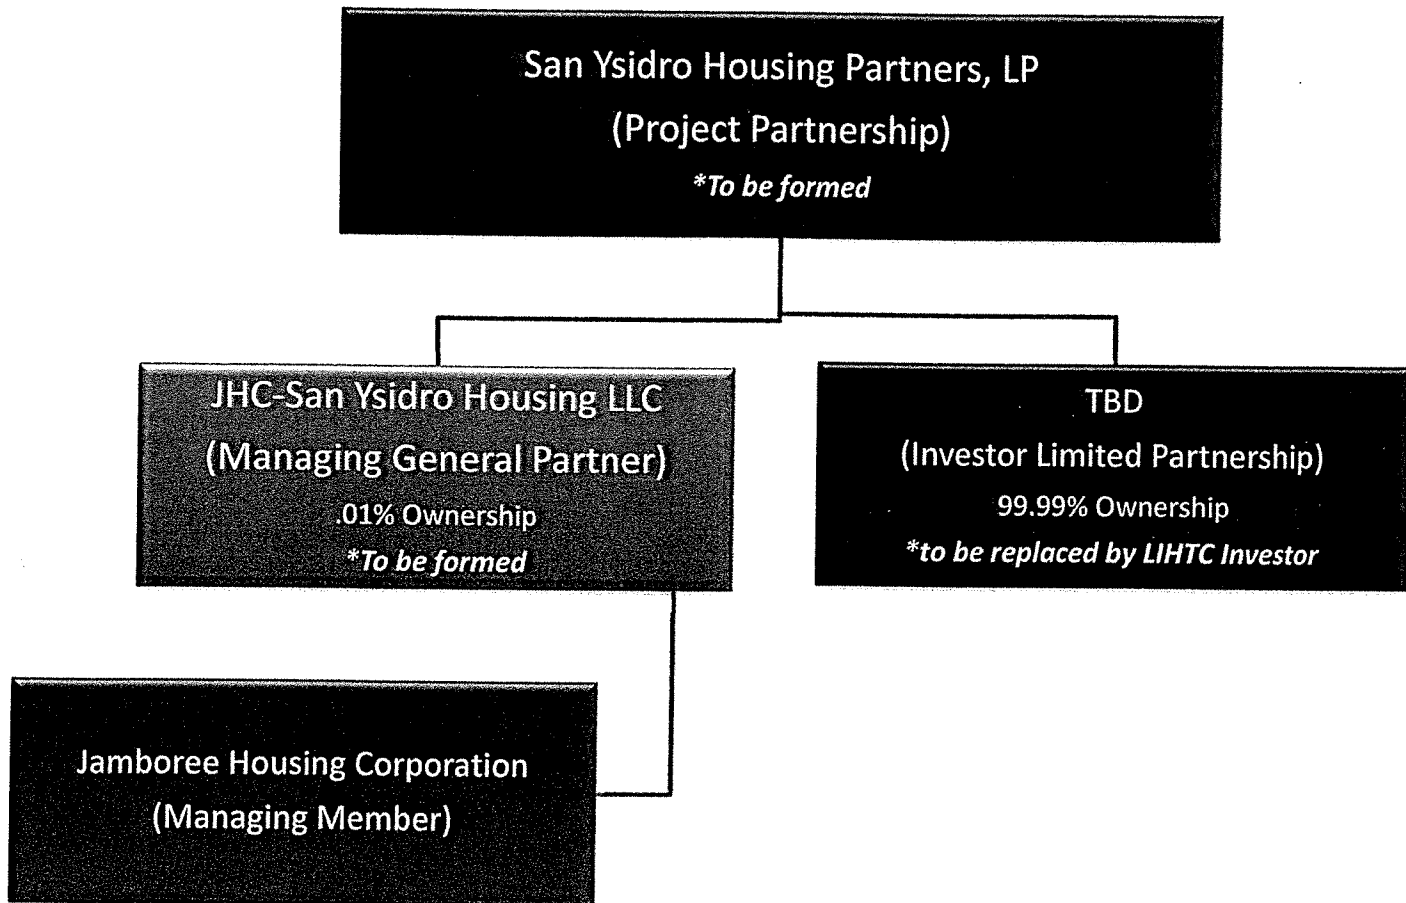 San Ysidro Housing Partners, LP
(Project Partnership)
*To be formed
JHC-San Ysidro Housing LLC
(Managing General Partner)
.01% Ownership
*To be formed
TBD
(Investor Limited Partnership)
99.99% Ownership
*to be replaced by LIHTC Investor
Jamboree Housing Corporation
(Managing Member)